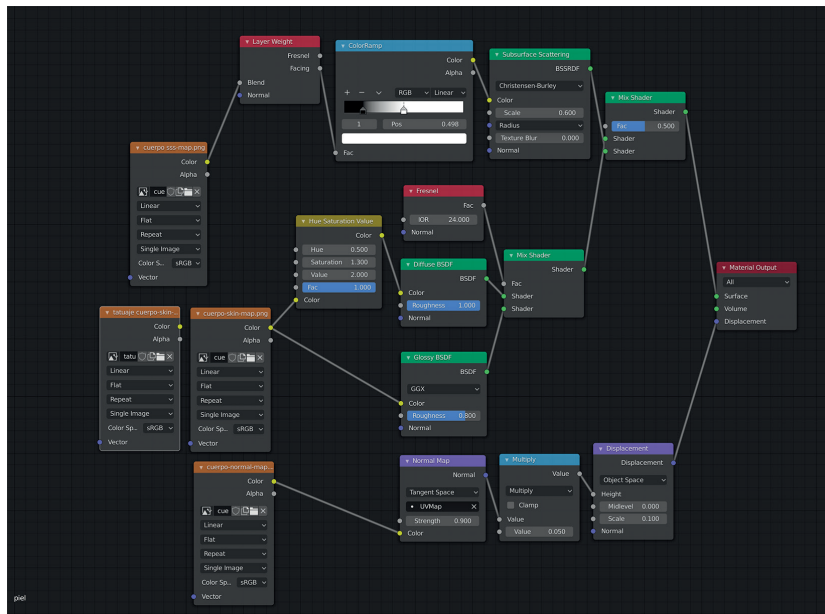 Layer Weight
Fresnel
Facing
Blend
Normal
ColorRamp
Color
Alpha
RGB
Linear
1
Pos
0.498
Fac
Subsurface Scattering
BSSRDF
Christensen-Burley
Color
Scale
0.600
Radius
Texture Blur
0.000
Normal
Mix Shader
Shader
Fac
0.500
Shader
Shader
cuerpo sss-map.png
Color
Alpha
cue
Linear
Flat
Repeat
Single Image
Color S...
sRGB
Vector
Fresnel
Fac
IOR
24.000
Normal
Hue Saturation Value
Color
Hue
0.500
Saturation
1.300
Value
2.000
Fac
1.000
Color
Diffuse BSDF
BSDF
Color
Roughness
1.000
Normal
Mix Shader
Shader
Fac
Shader
Shader
Material Output
All
Surface
Volume
Displacement
tatuaje cuerpo-skin-...
Color
Alpha
tatu
Linear
Flat
Repeat
Single Image
Color Sp...
sRGB
Vector
cuerpo-skin-map.png
Color
Alpha
cue
Linear
Flat
Repeat
Single Image
Color Sp...
sRGB
Vector
Glossy BSDF
BSDF
GGX
Color
Roughness
0.800
Normal
cuerpo-normal-map...
Color
Alpha
cue
Linear
Flat
Repeat
Single Image
Color Sp...
sRGB
Vector
Normal Map
Normal
Tangent Space
UVMap
Strength
0.900
Color
Multiply
Value
Multiply
Clamp
Value
Value
0.050
Displacement
Displacement
Object Space
Height
Midlevel
0.000
Scale
0.100
Normal
piel